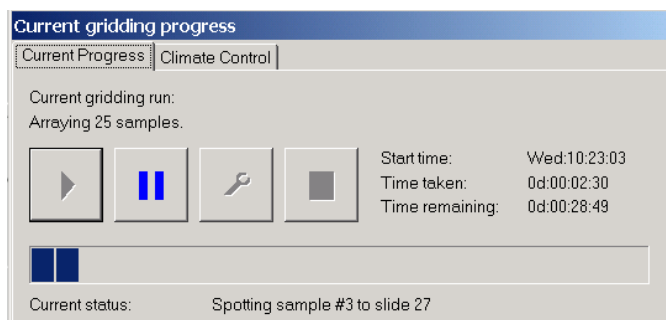 Current gridding progress
Current Progress Climate Control
Current gridding run:
Arraying 25 samples.
Start time: Wed:10:23:03
Time taken: 0d:00:02:30
Time remaining: 0d:00:28:49
Current status: Spotting sample #3 to slide 27